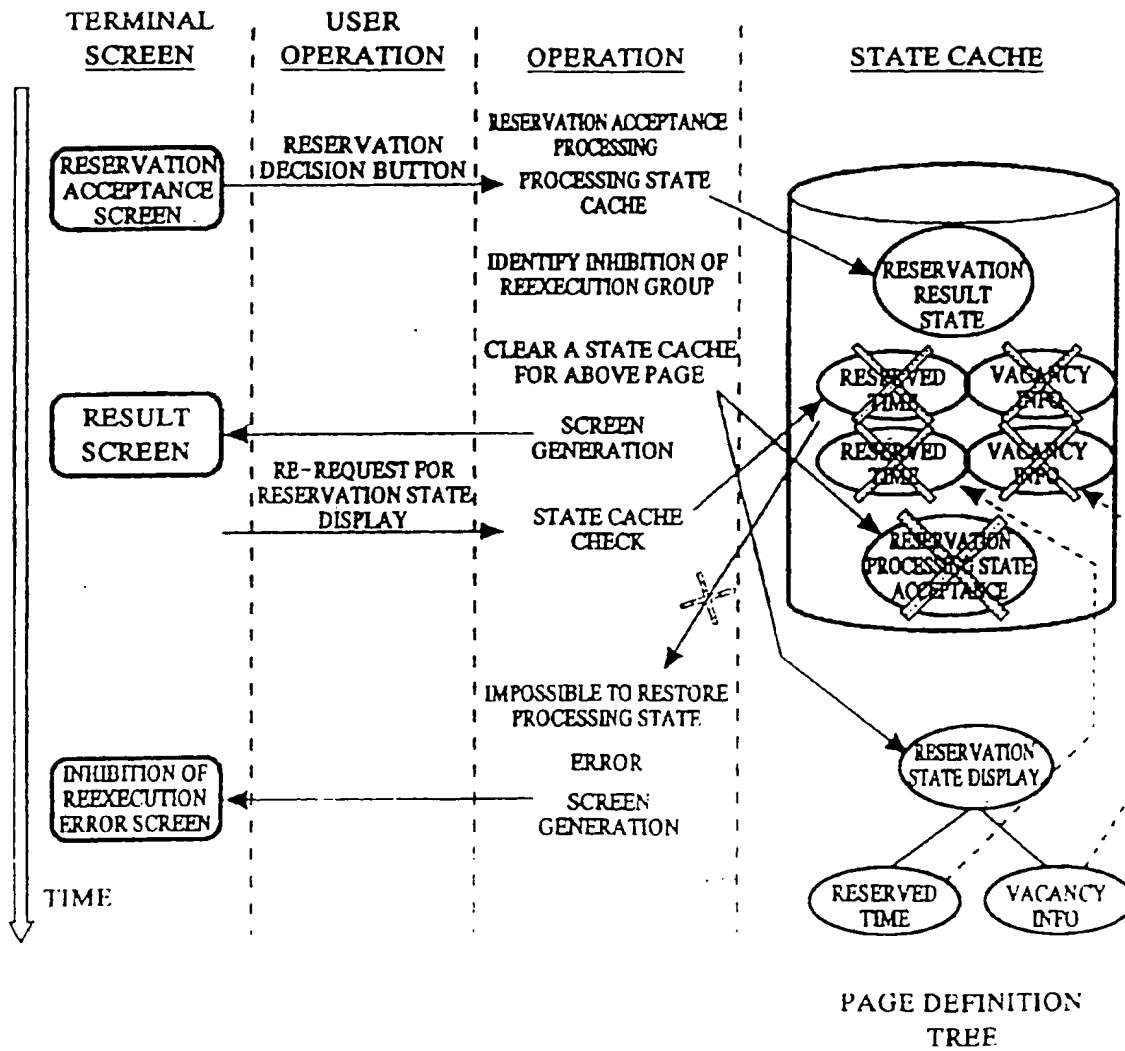 TERMINAL
SCREEN
USER
OPERATION
OPERATION
STATE CACHE
RESERVATION
ACCEPTANCE
SCREEN
RESERVATION
DECISION BUTTON
RESERVATION ACCEPTANCE
PROCESSING
PROCESSING STATE
CACHE
IDENTIFY INHIBITION OF
REEXECUTION GROUP
CLEAR A STATE CACHE
FOR ABOVE PAGE
RESERVATION
RESULT
STATE
RESERVED
TIME
VACANCY
INFO
RESERVED
TIME
VACANCY
INFO
RESERVATION
PROCESSING STATE
ACCEPTANCE
RESULT
SCREEN
SCREEN
GENERATION
RE-REQUEST FOR
RESERVATION STATE
DISPLAY
STATE CACHE
CHECK
IMPOSSIBLE TO RESTORE
PROCESSING STATE
INHIBITION OF
REEXECUTION
ERROR SCREEN
ERROR
SCREEN
GENERATION
RESERVATION
STATE DISPLAY
RESERVED
TIME
VACANCY
INFO
TIME
PAGE DEFINITION
TREE